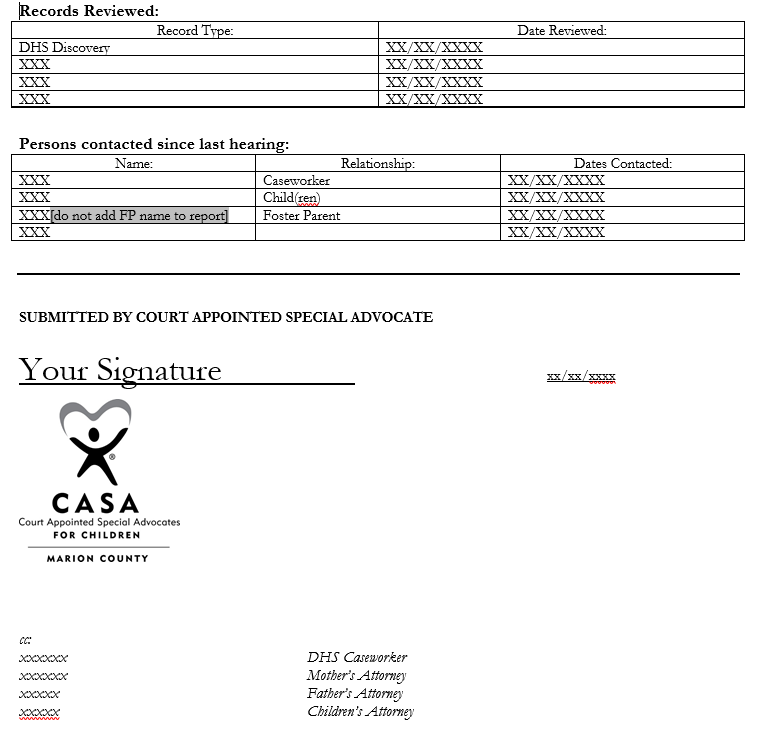 Records Reviewed:
Record Type: Date Reviewed:
DHS Discovery XX/XX/XXXX
XXX XX/XX/XXXX
XXX XX/XX/XXXX
XXX XX/XX/XXXX
Persons contacted since last hearing:
Name: Relationship: Dates Contacted:
XXX Caseworker XX/XX/XXXX
XXX Child(ren) XX/XX/XXXX
XXX[do not add FP name to report] Foster Parent XX/XX/XXXX
XXX XX/XX/XXXX
SUBMITTED BY COURT APPOINTED SPECIAL ADVOCATE
Your Signature xx/xx/xxxx
®
CASA
Court Appointed Special Advocates
FOR CHILDREN
MARION COUNTY
cc:
xxxxxx DHS Caseworker
xxxxxx Mother's Attorney
xxxxx Father's Attorney
xxxxx Children's Attorney